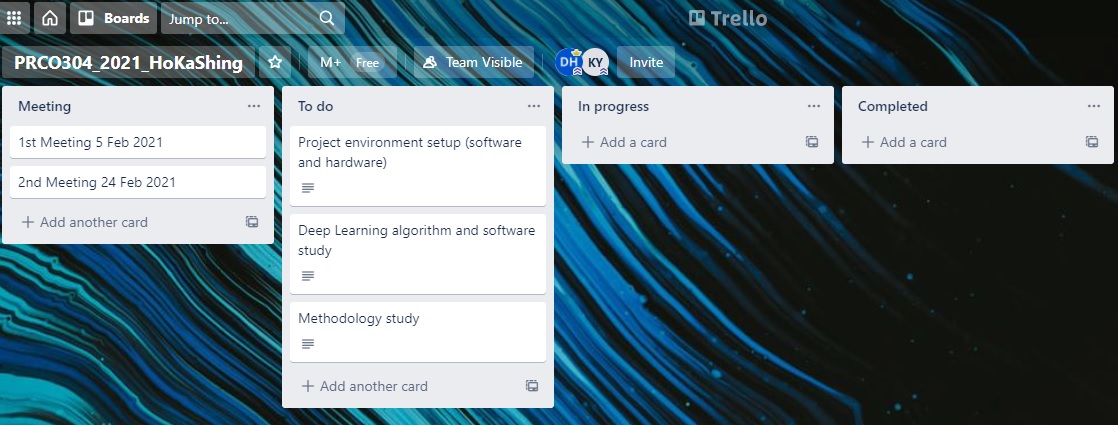 Boards
Jump to...
Trello
PRCO304_2021_HoKaShing
M+ Free
Team Visible
DH
KY
Invite
Meeting
1st Meeting 5 Feb 2021
2nd Meeting 24 Feb 2021
Add another card
To do
Project environment setup (software
and hardware)
Deep Learning algorithm and software
study
Methodology study
Add another card
In progress
Add a card
Completed
Add a card